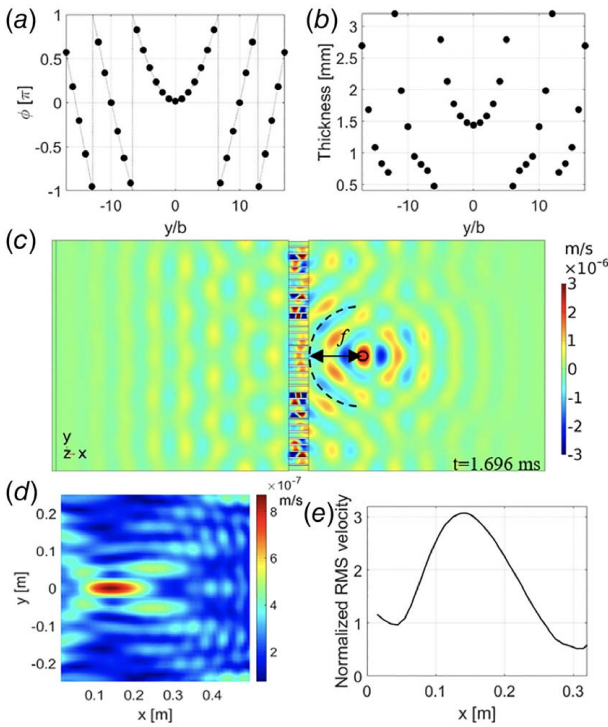 (a)
1
0.5
0
-0.5
-1
ϕ [π]
-10
0
10
y/b
(b)
3
2.5
2
1.5
1
0.5
Thickness [mm]
-10
0
10
y/b
(c)
f
y
z x
t=1.696 ms
m/s
×10⁻⁶
3
2
1
0
-1
-2
-3
(d)
0.2
0.1
0
-0.1
-0.2
y [m]
0.1
0.2
0.3
0.4
x [m]
×10⁻⁷
m/s
8
6
4
2
(e)
3
2
1
0
Normalized RMS velocity
0
0.1
0.2
0.3
x [m]